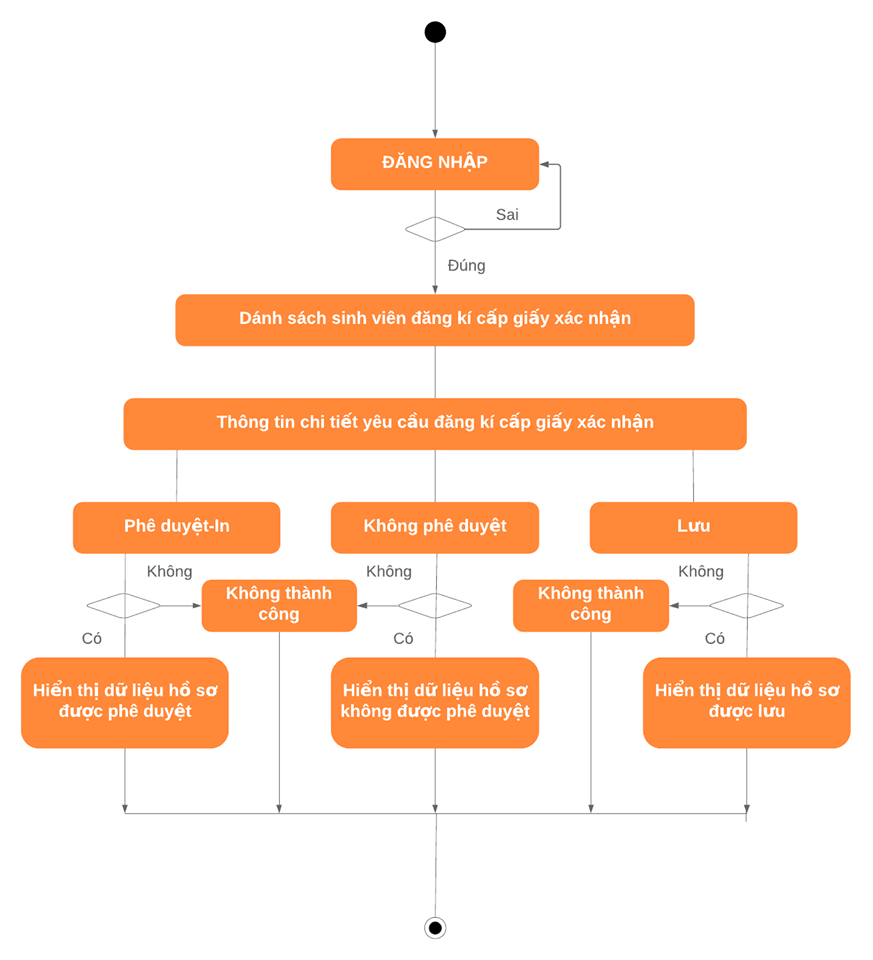 ĐĂNG NHẬP
Sai
Đúng
Dánh sách sinh viên đăng kí cấp giấy xác nhận
Thông tin chi tiết yêu cầu đăng kí cấp giấy xác nhận
Phê duyệt-In
Không phê duyệt
Lưu
Không
Không
Không
Không thành
công
Không thành
công
Có
Có
Có
Hiển thị dữ liệu hồ sơ
được phê duyệt
Hiển thị dữ liệu hồ sơ
không được phê duyệt
Hiển thị dữ liệu hồ sơ
được lưu